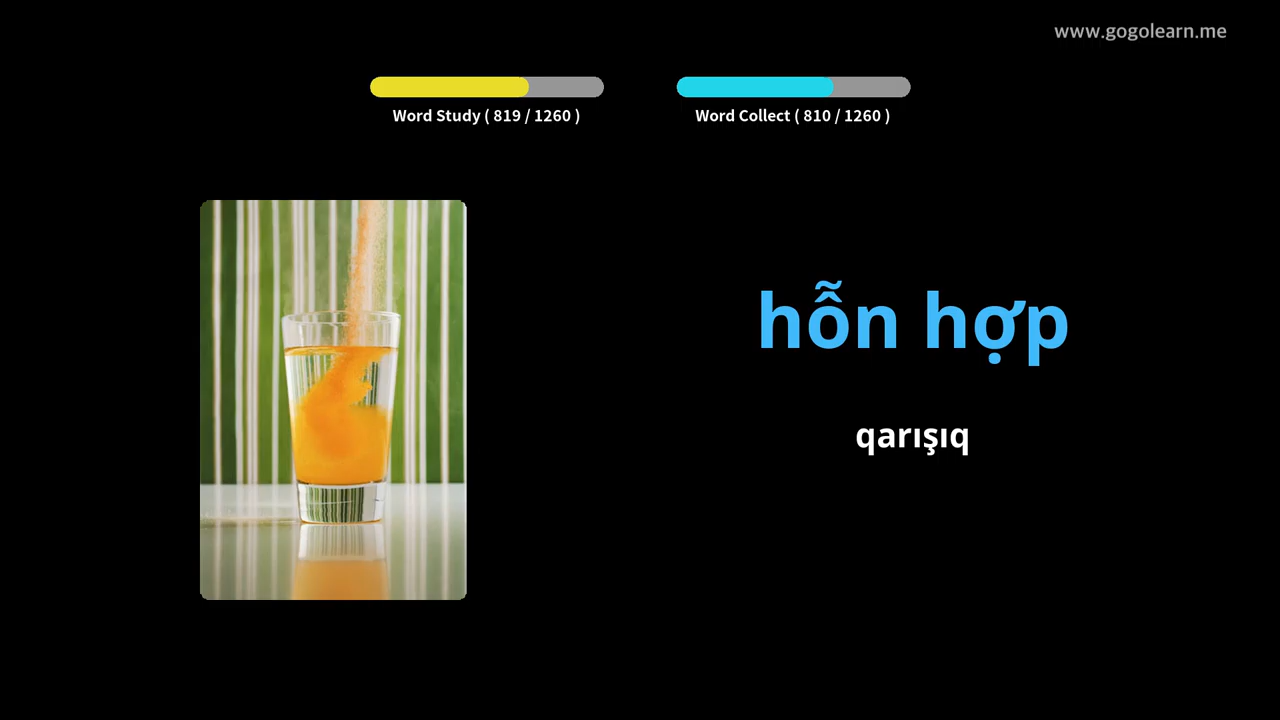 www.gogolearn.me
Word Study ( 819 / 1260 )
Word Collect ( 810 / 1260 )
hỗn hợp
qarışıq